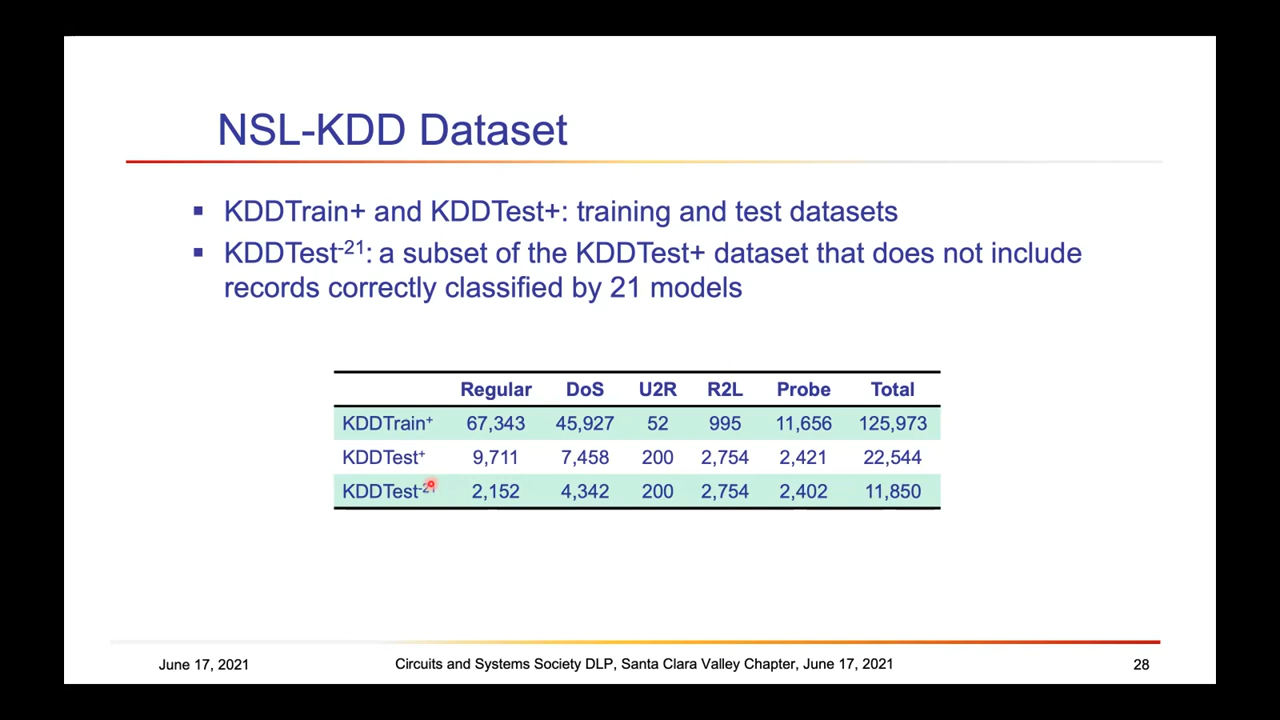 NSL-KDD Dataset
▪ KDDTrain+ and KDDTest+: training and test datasets
▪ KDDTest-21: a subset of the KDDTest+ dataset that does not include
records correctly classified by 21 models
Regular DoS U2R R2L Probe Total
KDDTrain+ 67,343 45,927 52 995 11,656 125,973
KDDTest+ 9,711 7,458 200 2,754 2,421 22,544
KDDTest-21 2,152 4,342 200 2,754 2,402 11,850
June 17, 2021 Circuits and Systems Society DLP, Santa Clara Valley Chapter, June 17, 2021 28